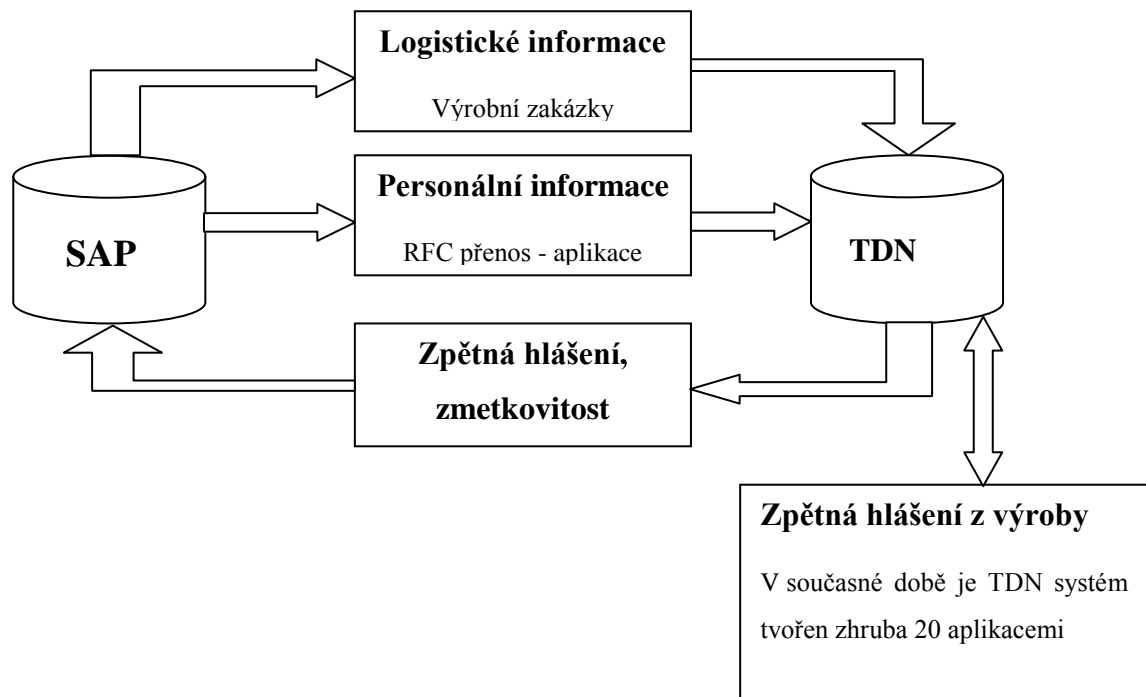 Logistické informace
Výrobní zakázky
Personální informace
RFC přenos - aplikace
SAP
TDN
Zpětná hlášení,
zmetkovitost
Zpětná hlášení z výroby
V současné době je TDN systém
tvořen zhruba 20 aplikacemi